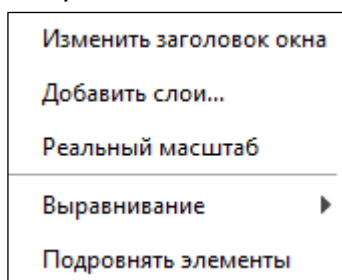 Изменить заголовок окна
Добавить слои...
Реальный масштаб
Выравнивание
Подровнять элементы